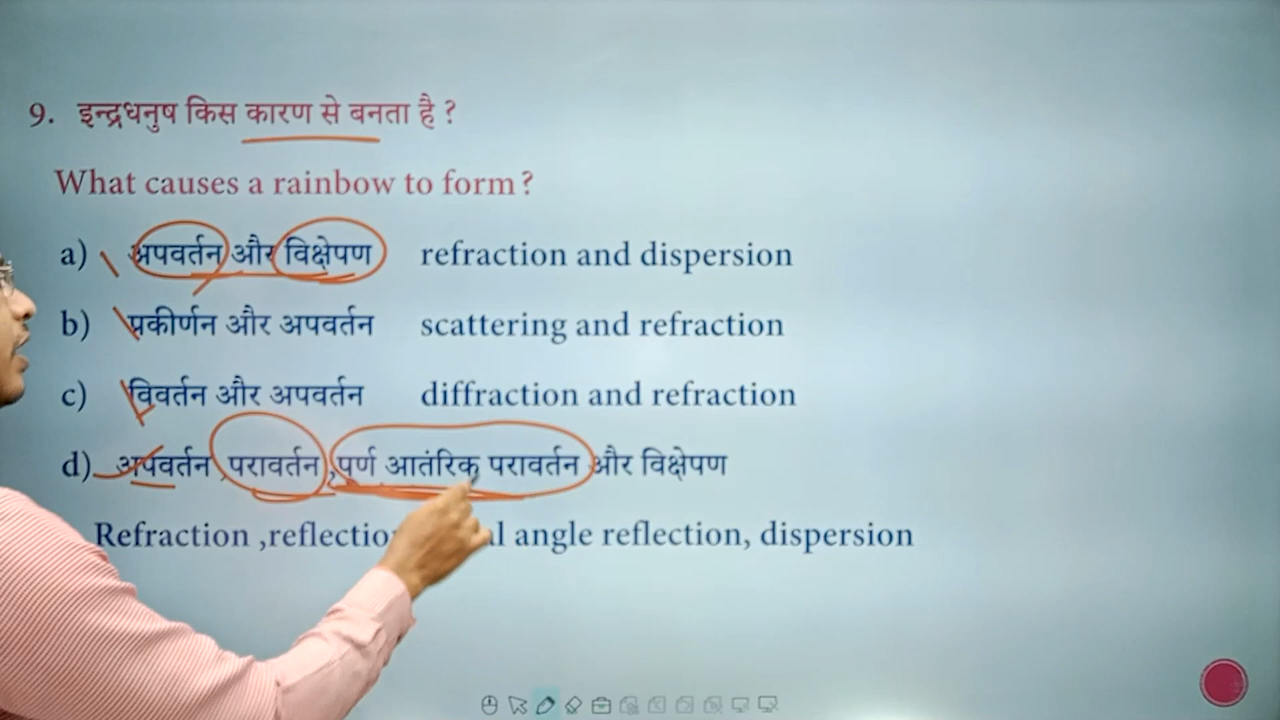 9. इन्द्रधनुष किस कारण से बनता है ?
What causes a rainbow to form ?
a) अपवर्तन और विक्षेपण refraction and dispersion
b) प्रकीर्णन और अपवर्तन scattering and refraction
c) विवर्तन और अपवर्तन diffraction and refraction
d) अपवर्तन परावर्तन ,पूर्ण आतंरिक परावर्तन और विक्षेपण
Refraction ,reflection angle reflection, dispersion